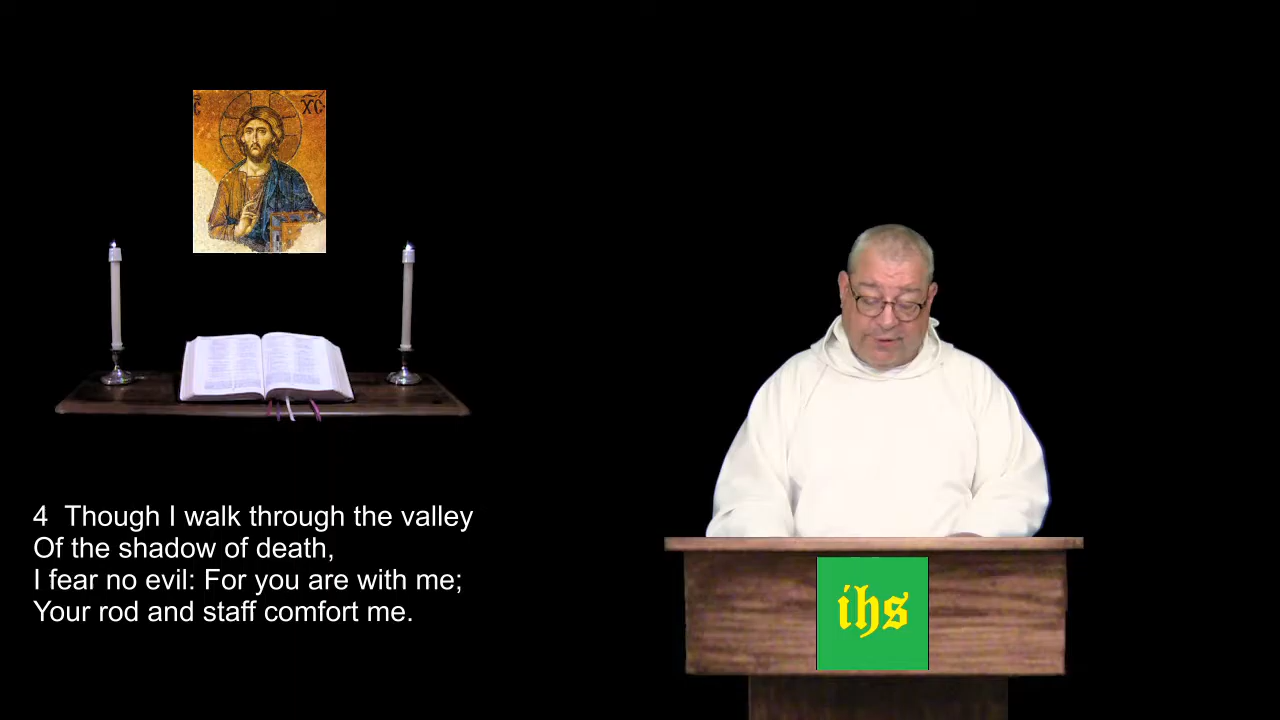 XC
4 Though I walk through the valley
Of the shadow of death,
I fear no evil: For you are with me;
Your rod and staff comfort me.
ihs